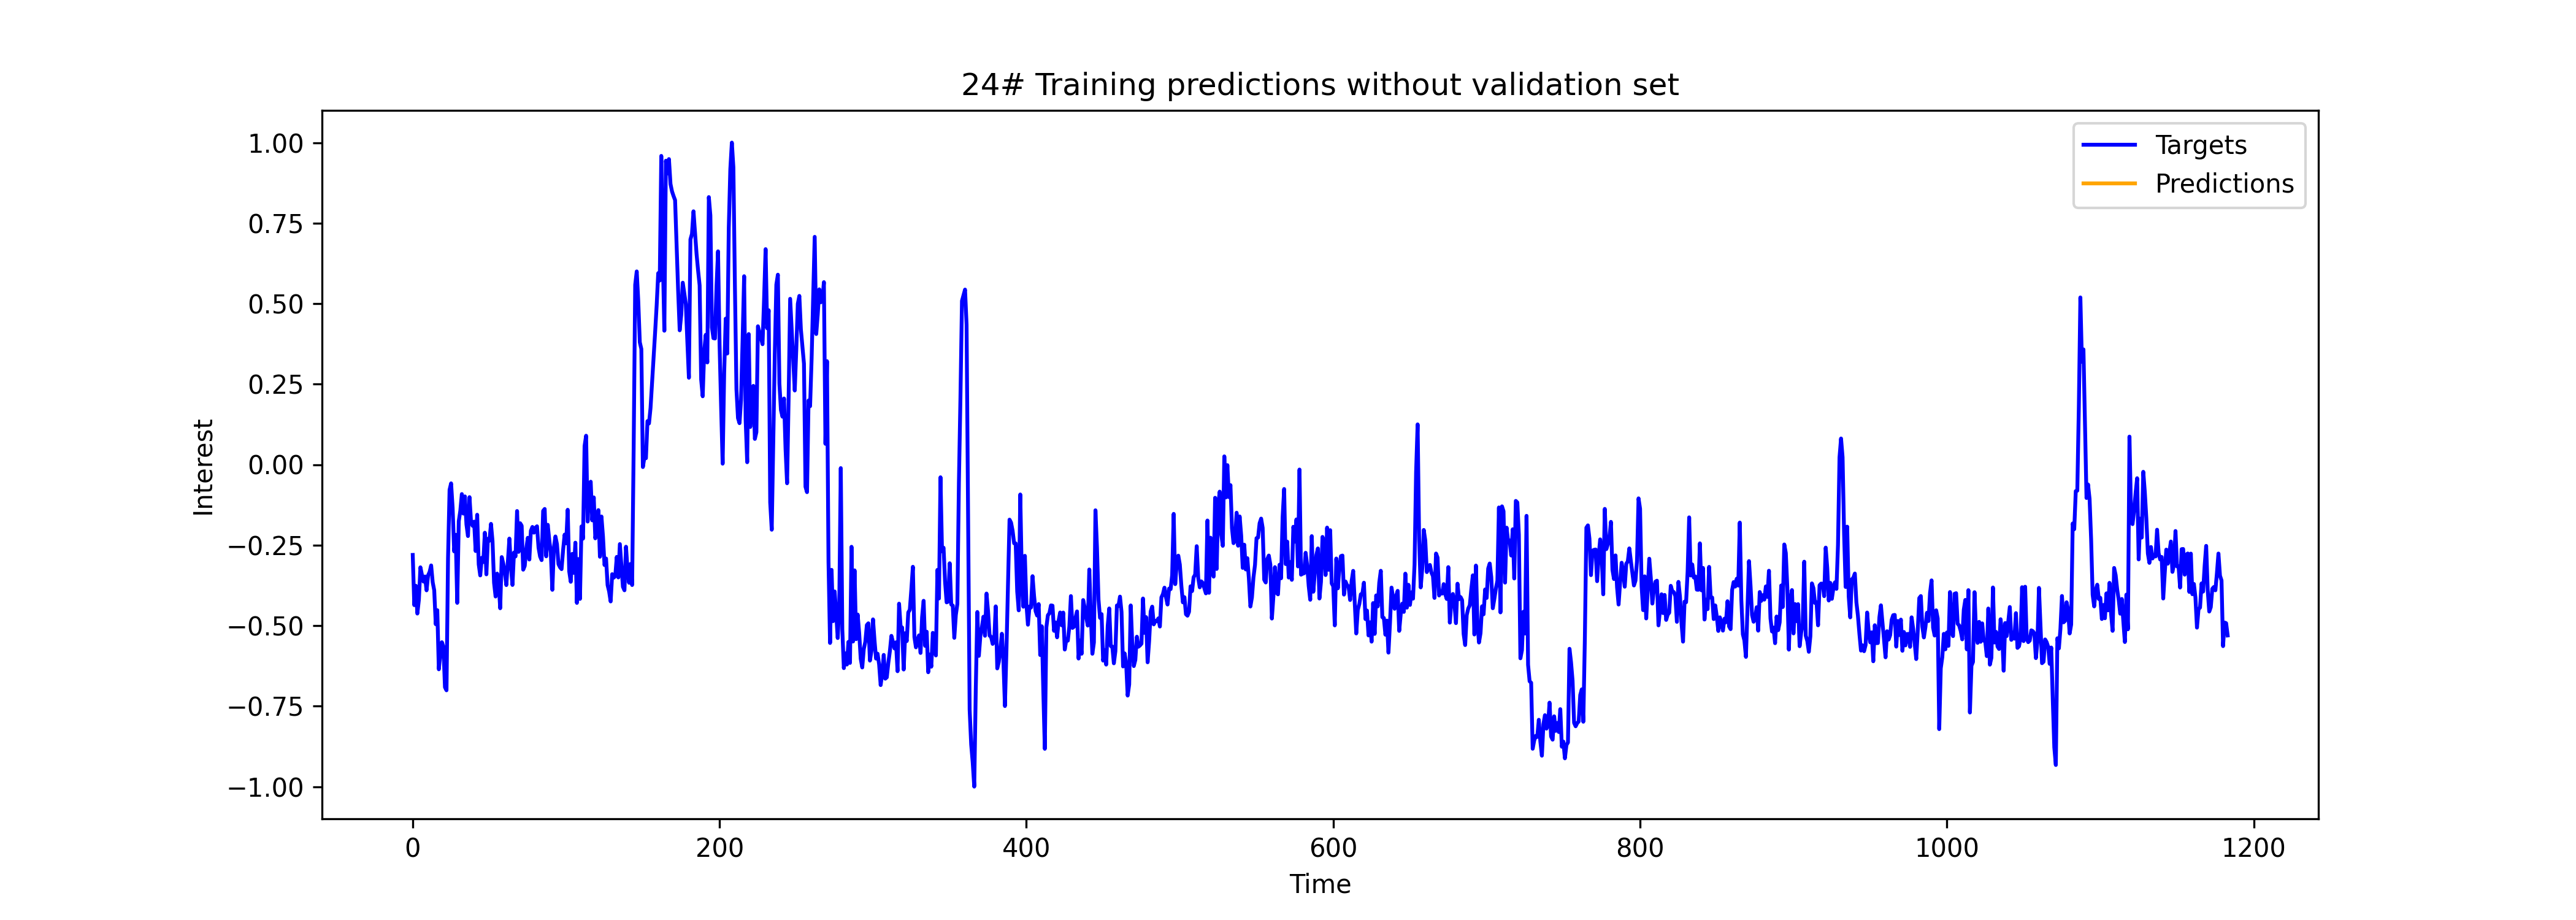 24# Training predictions without validation set
Targets
Predictions
1.00
0.75
0.50
0.25
0.00
−0.25
−0.50
−0.75
−1.00
Interest
0 200 400 600 800 1000 1200
Time